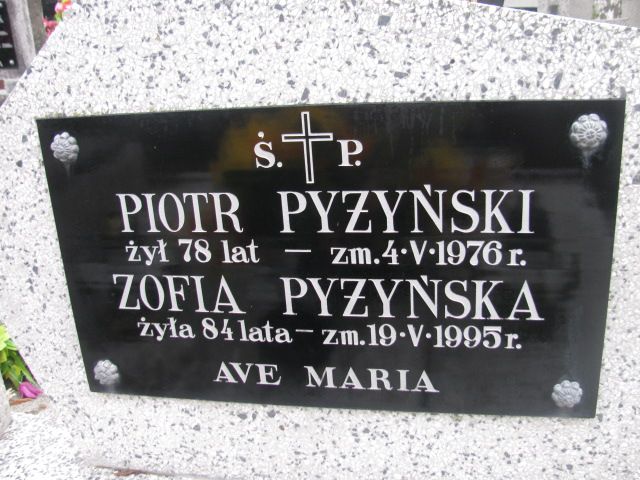 Ś. P.
PIOTR PYŻYŃSKI
żył 78 lat — zm. 4·V·1976 r.
ZOFIA PYŻYŃSKA
żyła 84 lata — zm. 19·V·1995 r.
AVE MARIA